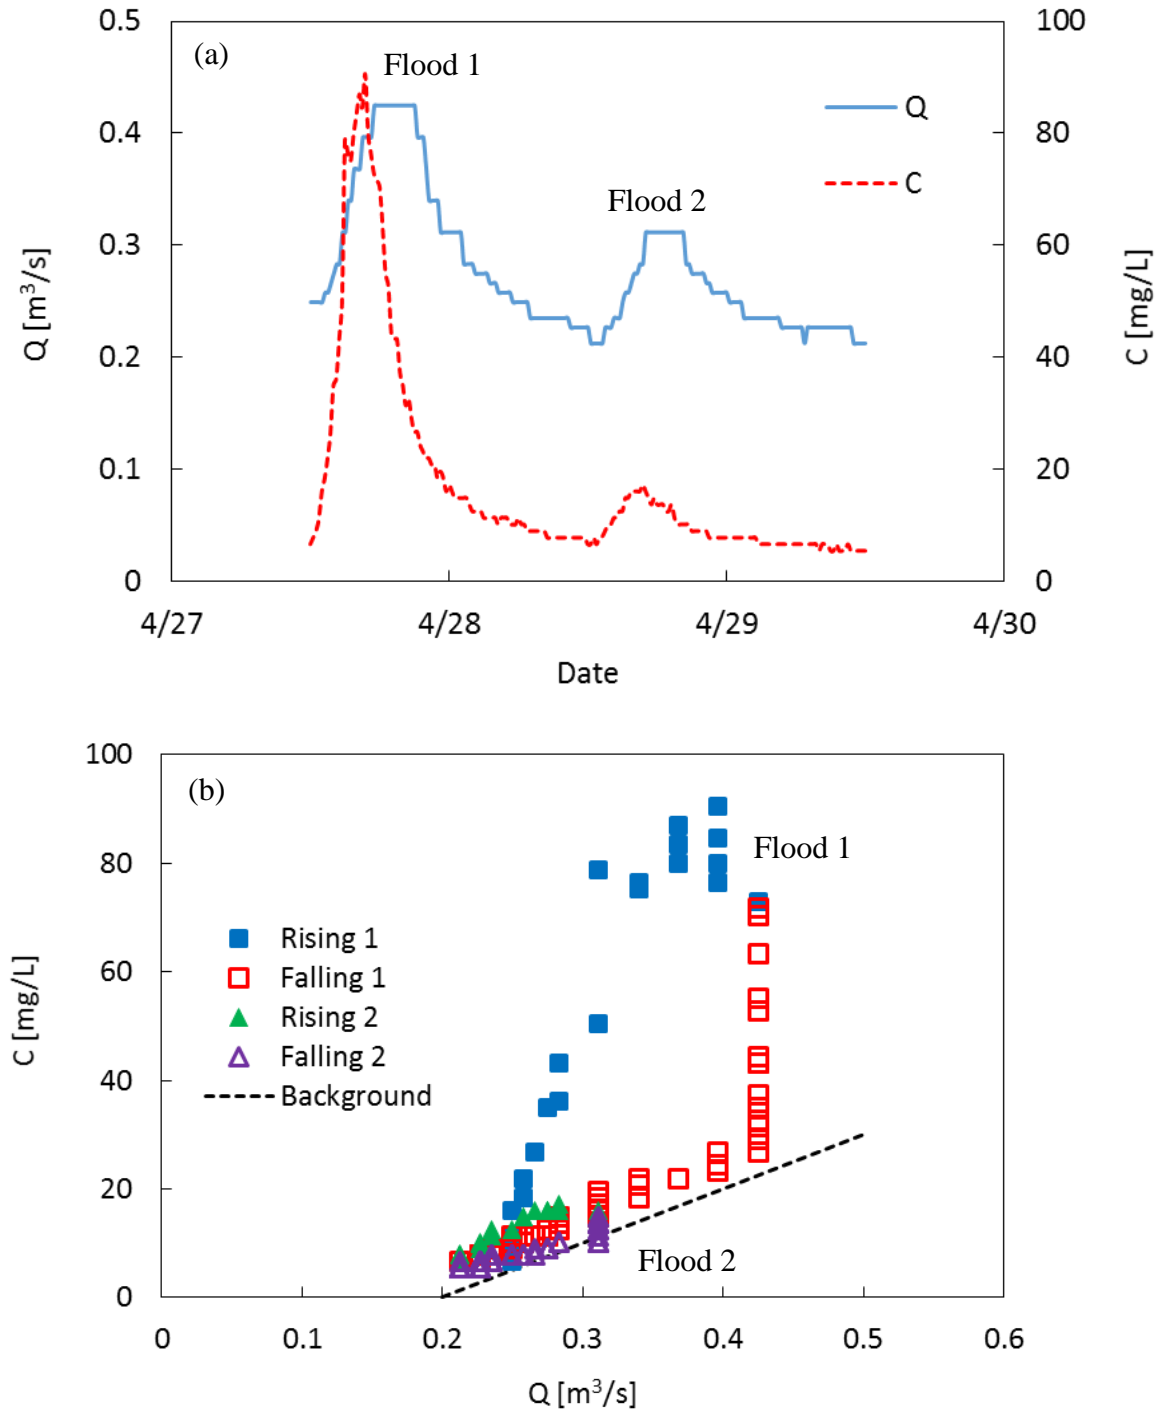 0.5
100
(a)
Flood 1
Q
0.4
80
C
Flood 2
0.3
60
Q [m³/s]
C [mg/L]
0.2
40
0.1
20
0
0
4/27
4/28
4/29
4/30
Date
100
(b)
80
Flood 1
60
Rising 1
Falling 1
Rising 2
C [mg/L]
40
Falling 2
Background
20
Flood 2
0
0
0.1
0.2
0.3
0.4
0.5
0.6
Q [m³/s]